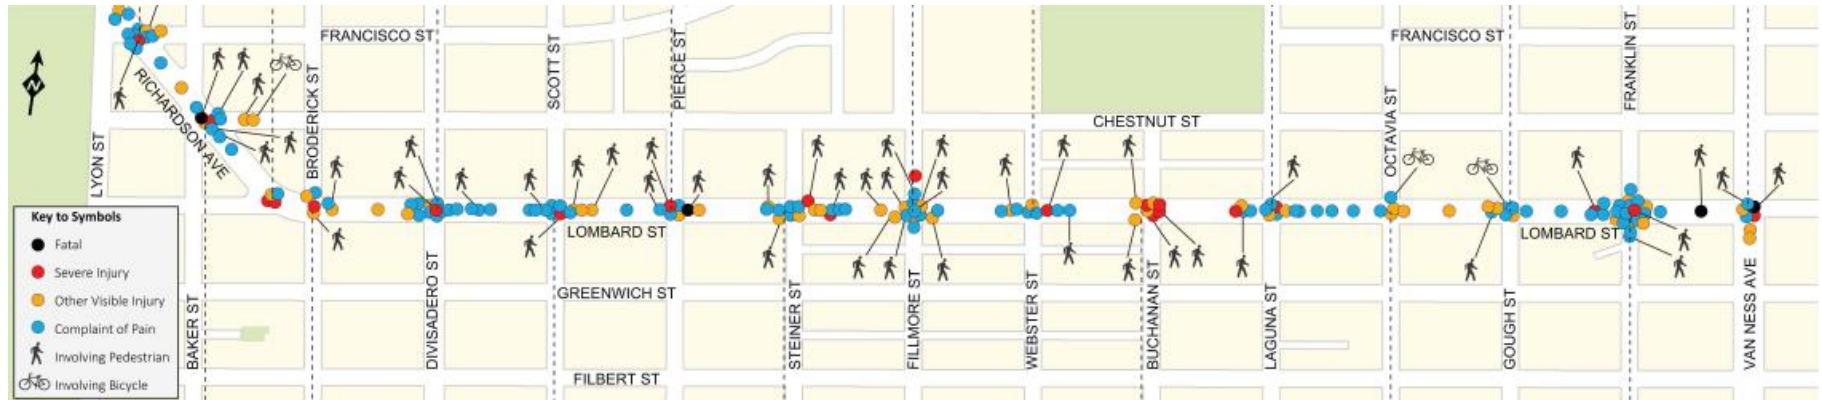 FRANCISCO ST
FRANCISCO ST
FRANKLIN ST
SCOTT ST
PIERCE ST
RICHARDSON AVE
BRODERICK ST
LYON ST
CHESTNUT ST
OCTAVIA ST
LOMBARD ST
LOMBARD ST
GREENWICH ST
BAKER ST
DIVISADERO ST
STEINER ST
FILLMORE ST
WEBSTER ST
BUCHANAN ST
LAGUNA ST
GOUGH ST
VAN NESS AVE
FILBERT ST
N
Key to Symbols
Fatal
Severe Injury
Other Visible Injury
Complaint of Pain
Involving Pedestrian
Involving Bicycle